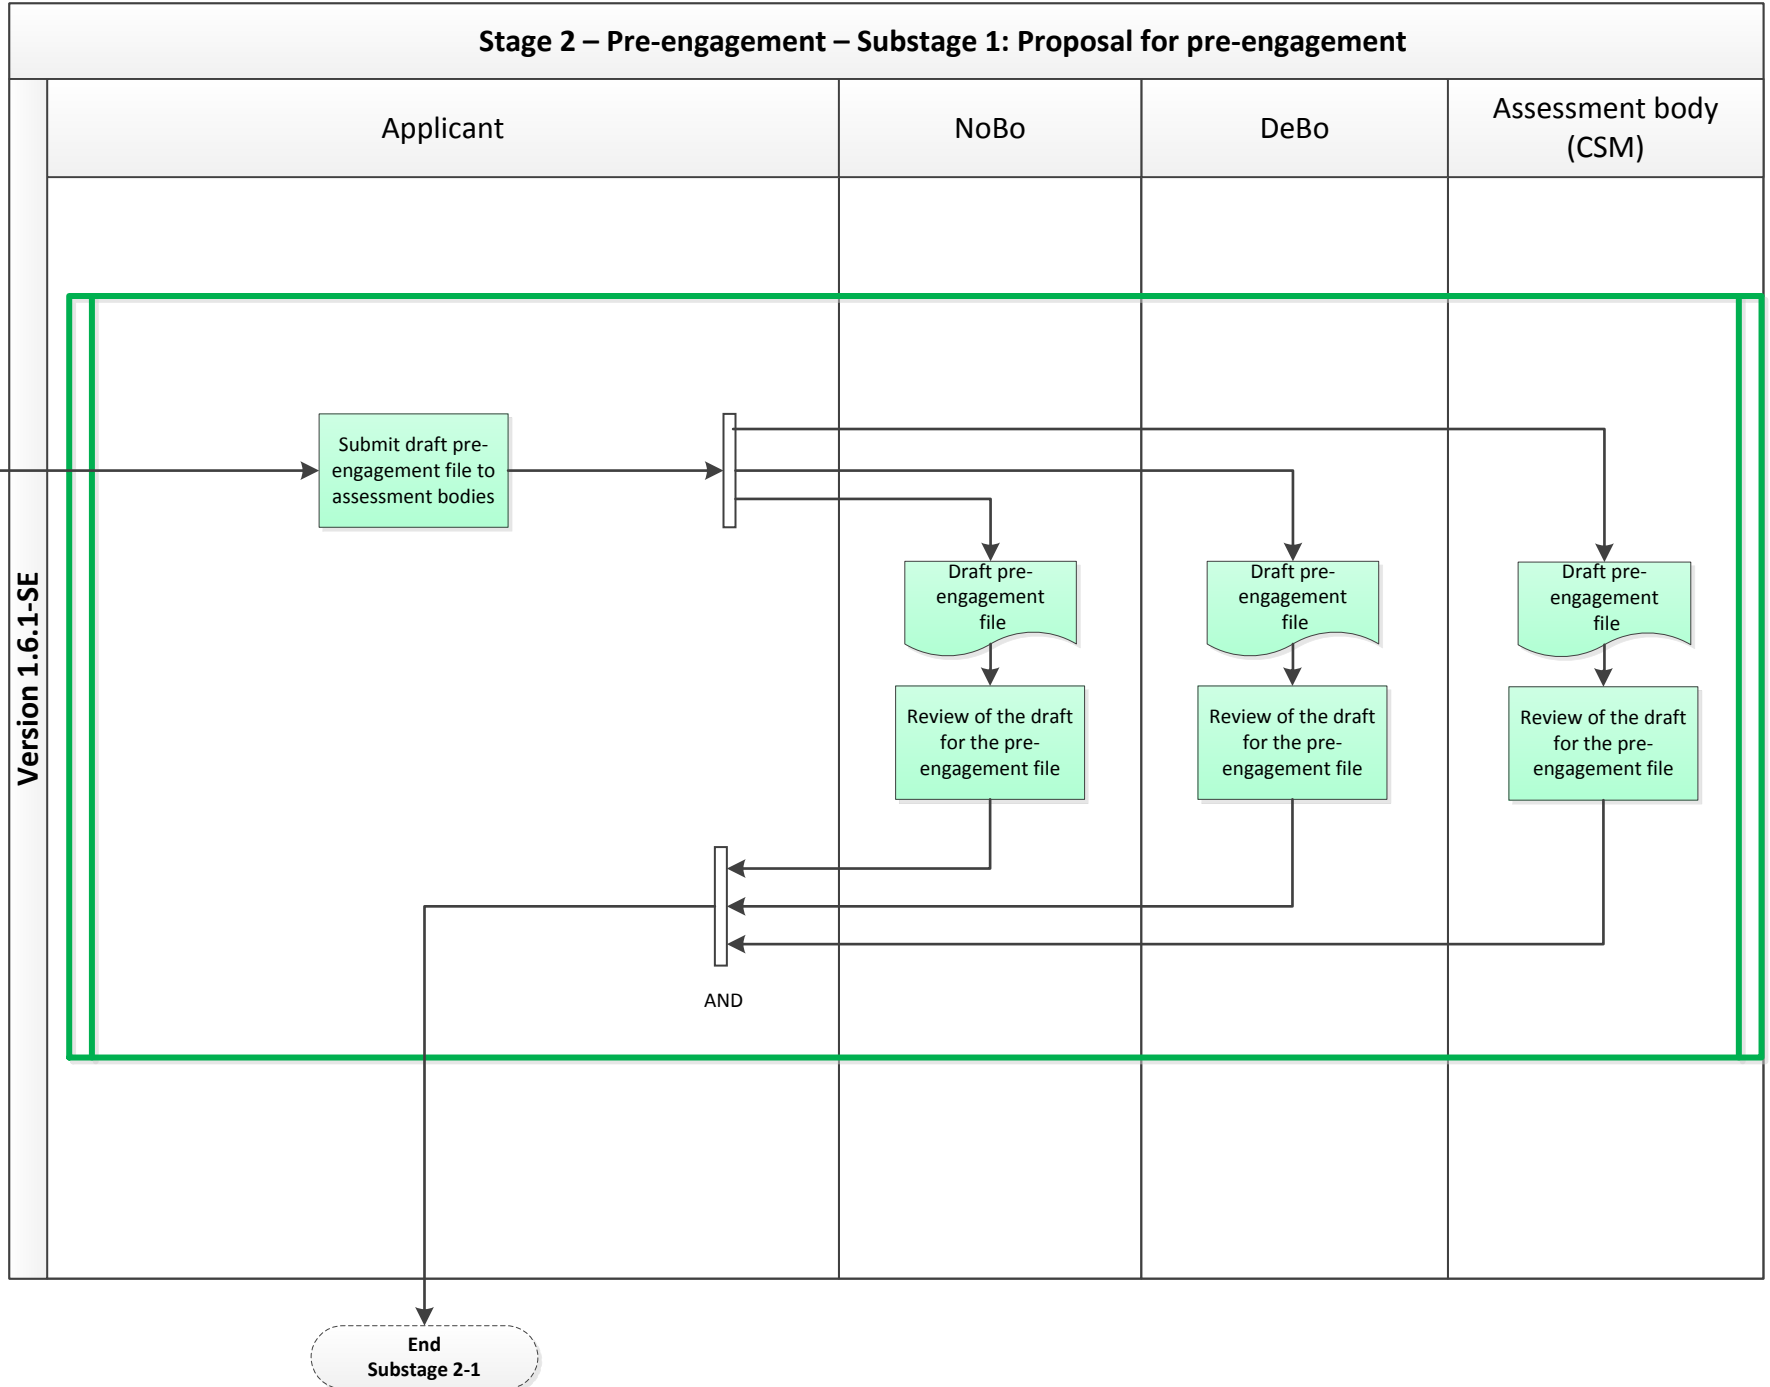 Stage 2 – Pre-engagement – Substage 1: Proposal for pre-engagement
Applicant
NoBo
DeBo
Assessment body
(CSM)
Version 1.6.1-SE
Submit draft pre-
engagement file to
assessment bodies
Draft pre-
engagement
file
Draft pre-
engagement
file
Draft pre-
engagement
file
Review of the draft
for the pre-
engagement file
Review of the draft
for the pre-
engagement file
Review of the draft
for the pre-
engagement file
AND
End
Substage 2-1